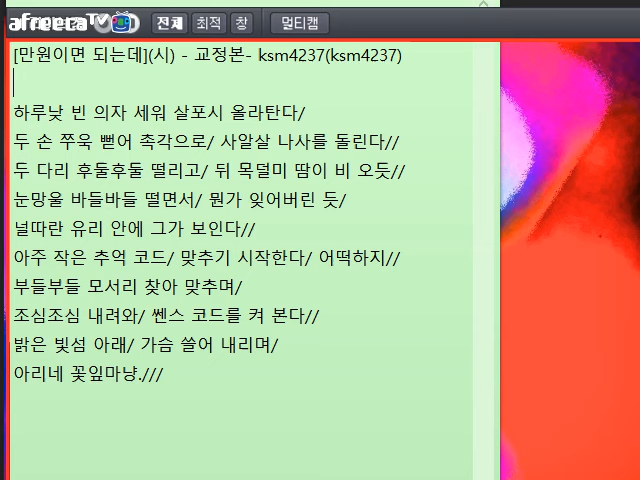 afreecaTV
전체 최적 창 멀티캠
[만원이면 되는데](시) - 교정본- ksm4237(ksm4237)
하루낮 빈 의자 세워 살포시 올라탄다/
두 손 쭈욱 뻗어 촉각으로/ 사알살 나사를 돌린다//
두 다리 후둘후둘 떨리고/ 뒤 목덜미 땀이 비 오듯//
눈망울 바들바들 떨면서/ 뭔가 잊어버린 듯/
널따란 유리 안에 그가 보인다//
아주 작은 추억 코드/ 맞추기 시작한다/ 어떡하지//
부들부들 모서리 찾아 맞추며/
조심조심 내려와/ 쎈스 코드를 켜 본다//
밝은 빛섬 아래/ 가슴 쓸어 내리며/
아리네 꽃잎마냥.///